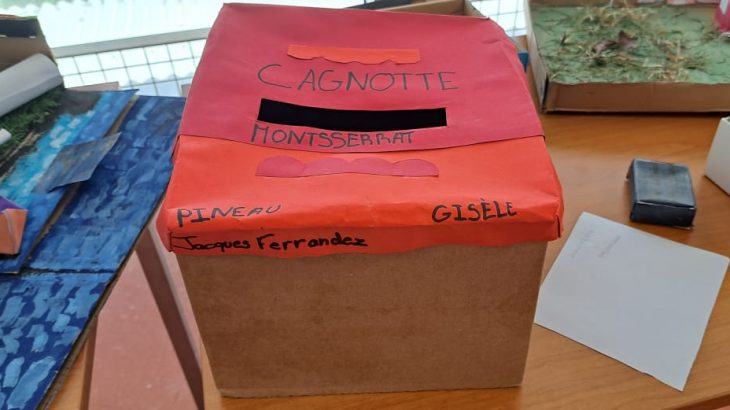 CAGNOTTE
MONTSSERRAT
PINEAU GISÈLE
Jacques Ferrandez